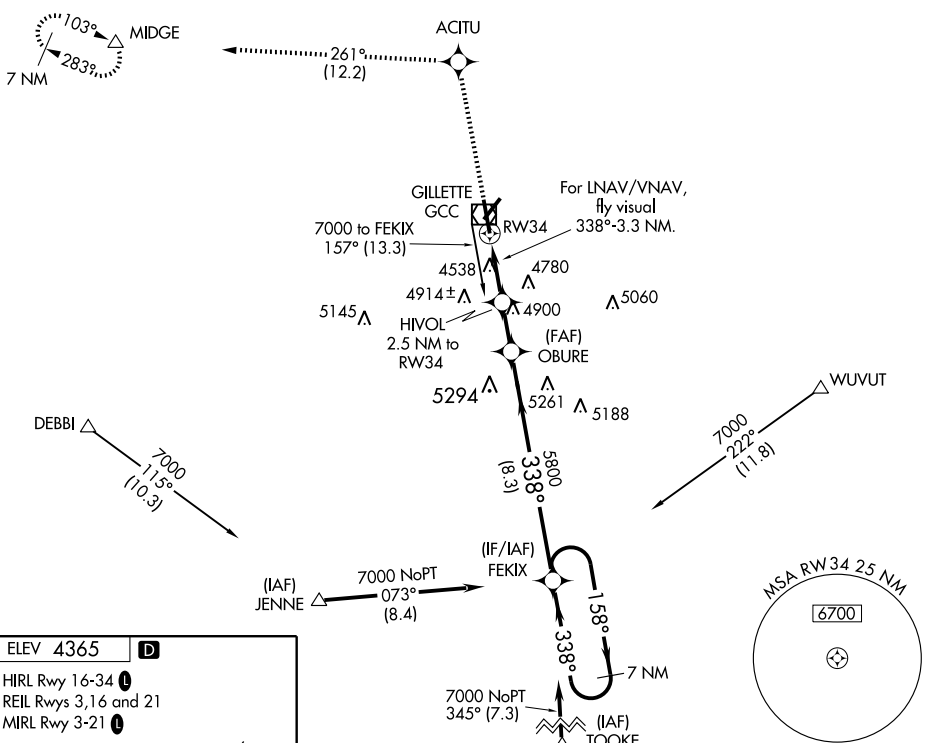 103°
MIDGE
283°
7 NM
ACITU
261°
(12.2)
GILLETTE
GCC
For LNAV/VNAV,
fly visual
338°-3.3 NM.
7000 to FEKIX
157° (13.3)
RW34
4538
4780
4914±
5145
4900
5060
HIVOL
2.5 NM to
RW34
(FAF)
OBURE
5294
5261
5188
WUVUT
7000
222°
(11.8)
DEBBI
7000
115°
(10.3)
5800
338°
(8.3)
(IF/IAF)
FEKIX
(IAF)
JENNE
7000 NoPT
073°
(8.4)
158°
338°
7 NM
7000 NoPT
345° (7.3)
(IAF)
TOOKE
MSA RW34 25 NM
6700
ELEV 4365 D
HIRL Rwy 16-34 L
REIL Rwys 3,16 and 21
MIRL Rwy 3-21 L